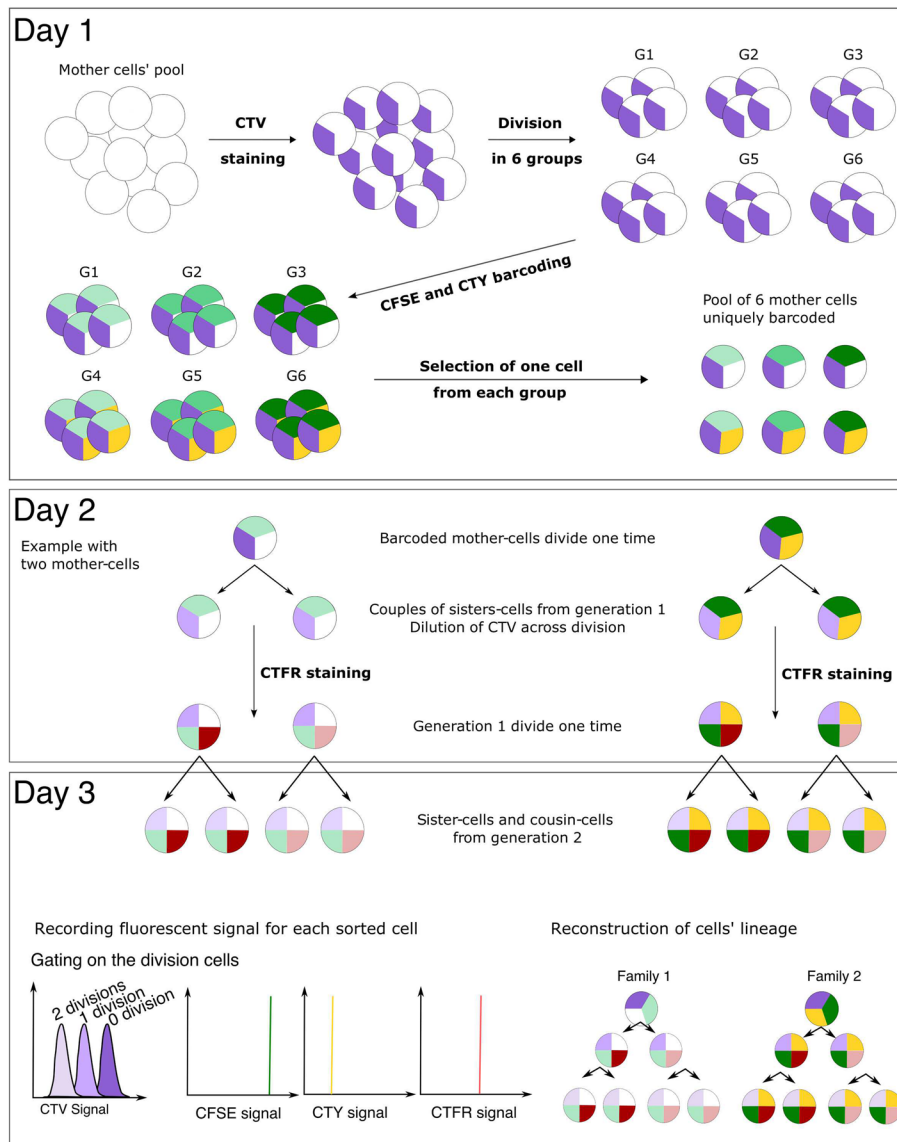 Day 1
Mother cells' pool
CTV
staining
Division
in 6 groups
G1
G2
G3
G4
G5
G6
CFSE and CTY barcoding
G1
G2
G3
G4
G5
G6
Selection of one cell
from each group
Pool of 6 mother cells
uniquely barcoded
Day 2
Example with
two mother-cells
Barcoded mother-cells divide one time
Couples of sisters-cells from generation 1
Dilution of CTV across division
CTFR staining
CTFR staining
Generation 1 divide one time
Day 3
Sister-cells and cousin-cells
from generation 2
Recording fluorescent signal for each sorted cell
Gating on the division cells
2 divisions
1 division
0 division
CTV Signal
CFSE signal
CTY signal
CTFR signal
Reconstruction of cells' lineage
Family 1
Family 2